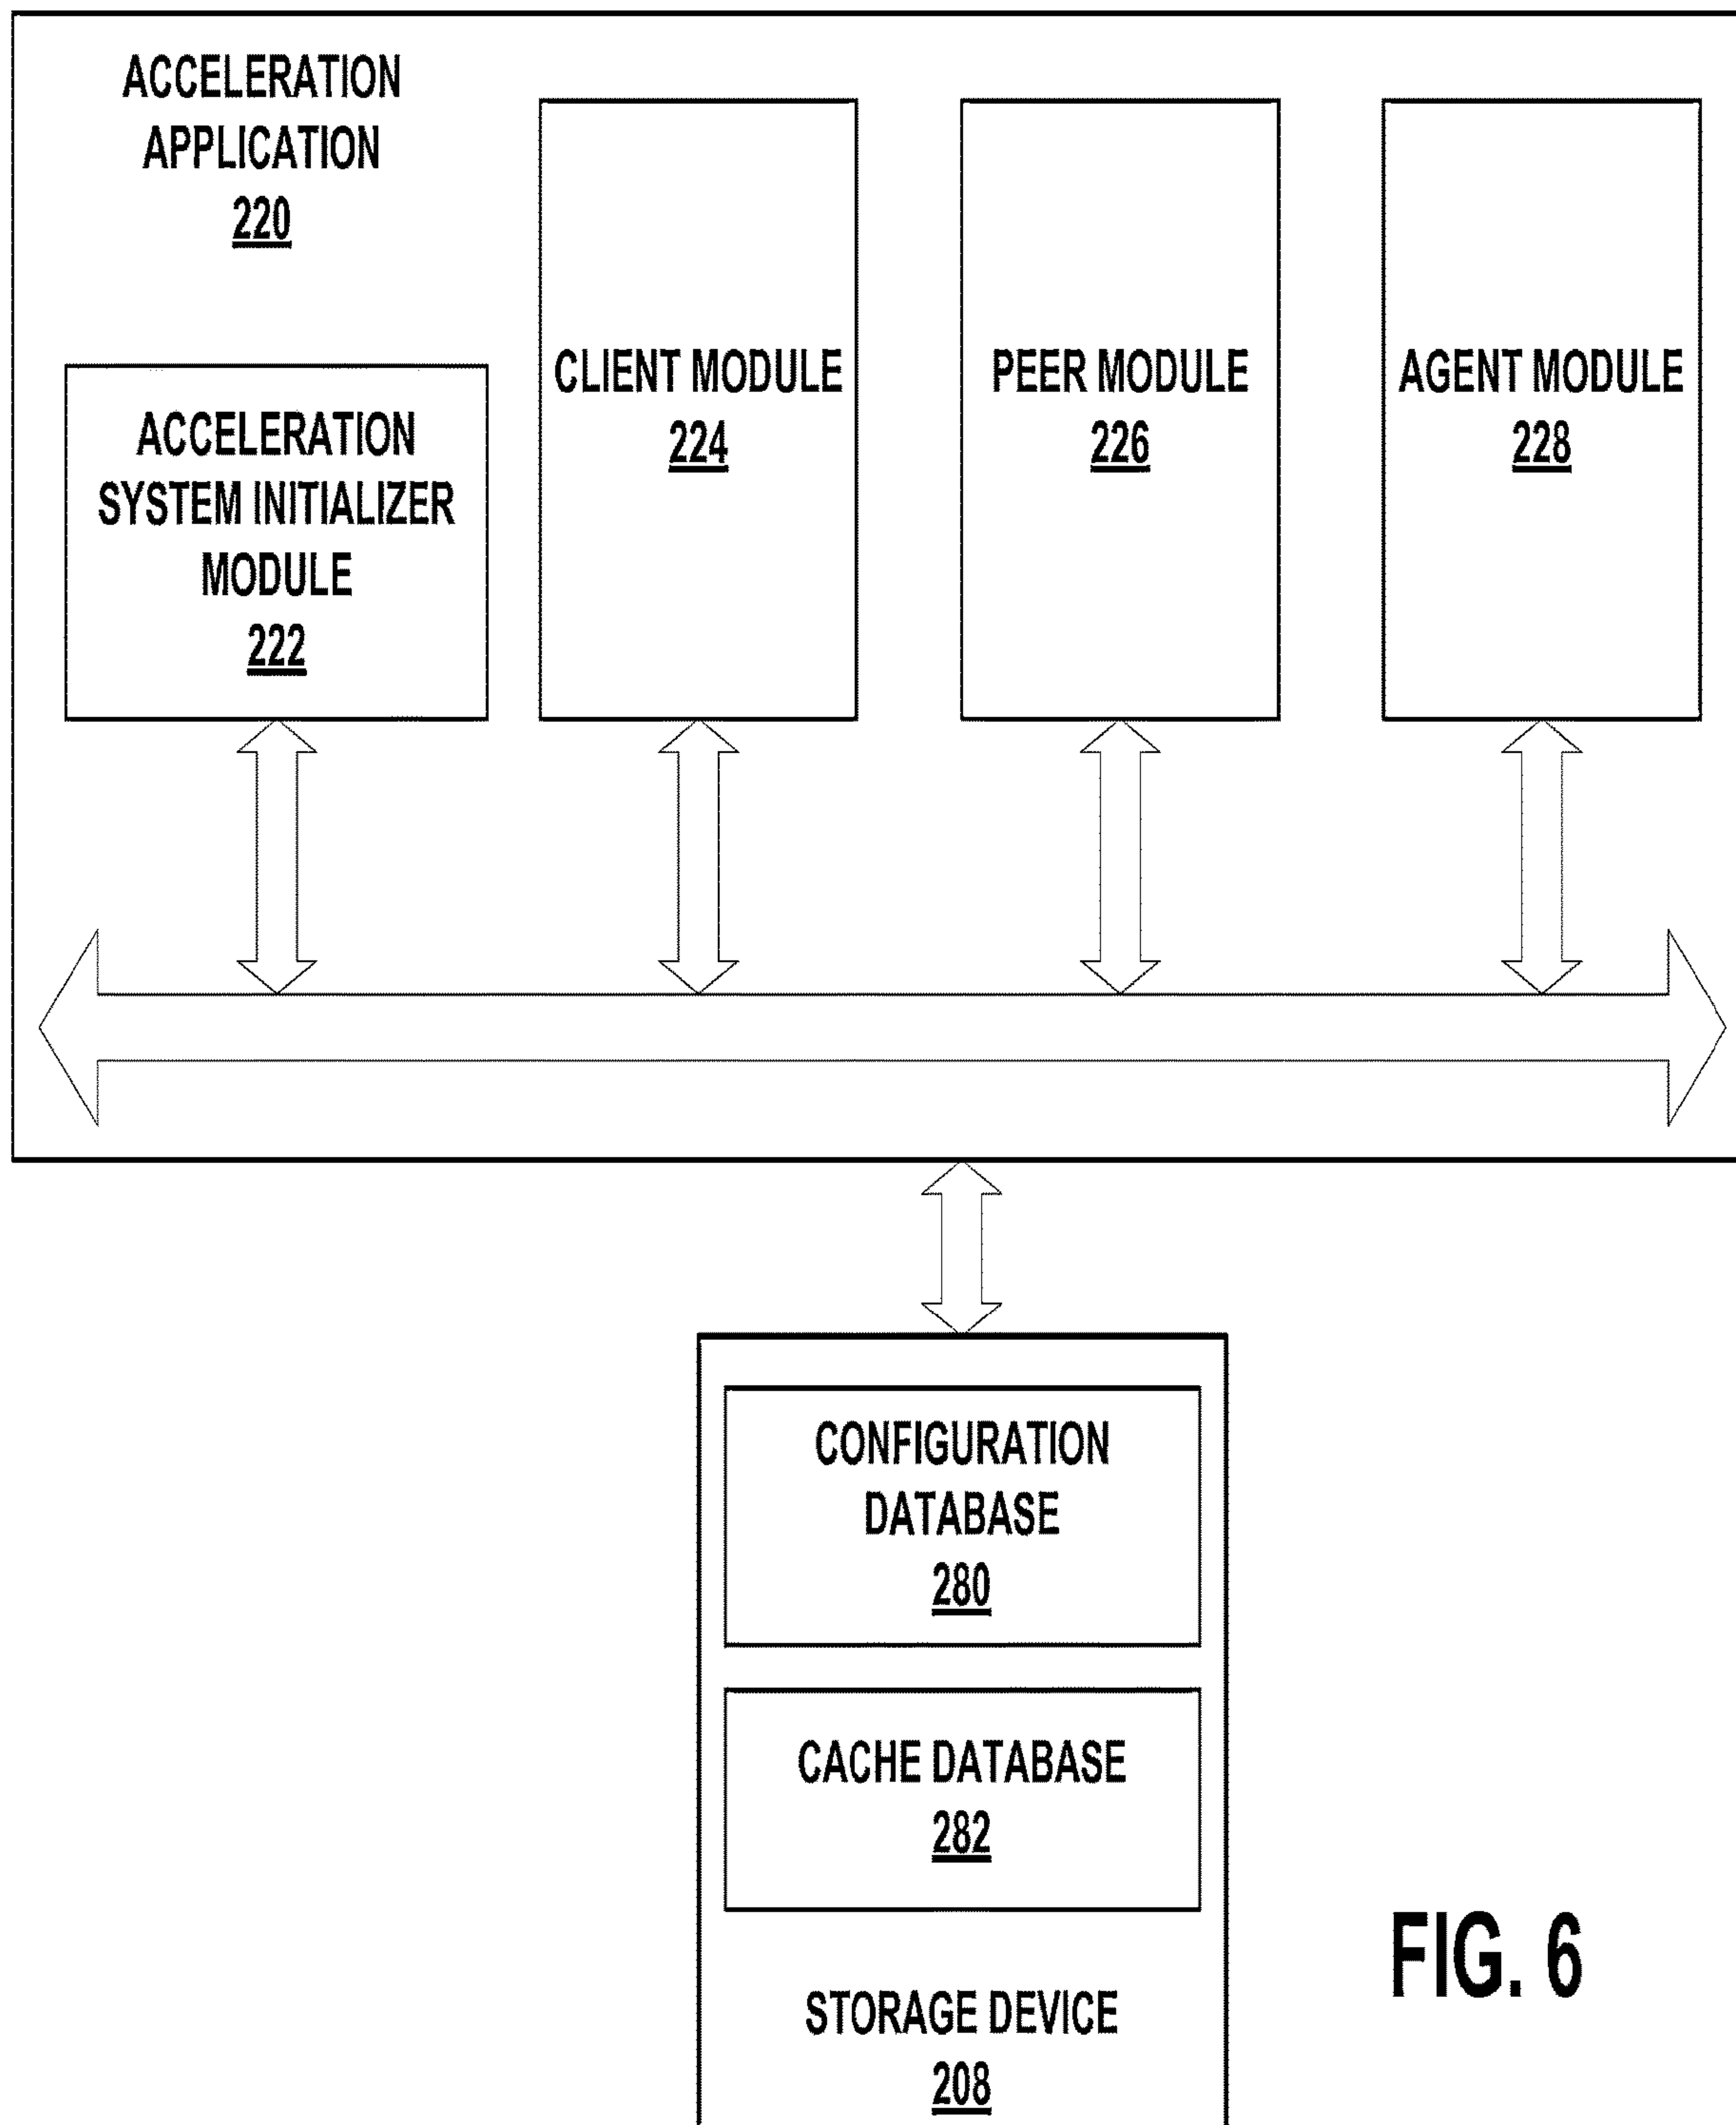 ACCELERATION
APPLICATION
220
ACCELERATION
SYSTEM INITIALIZER
MODULE
222
CLIENT MODULE
224
PEER MODULE
226
AGENT MODULE
228
CONFIGURATION
DATABASE
280
CACHE DATABASE
282
STORAGE DEVICE
208
FIG. 6